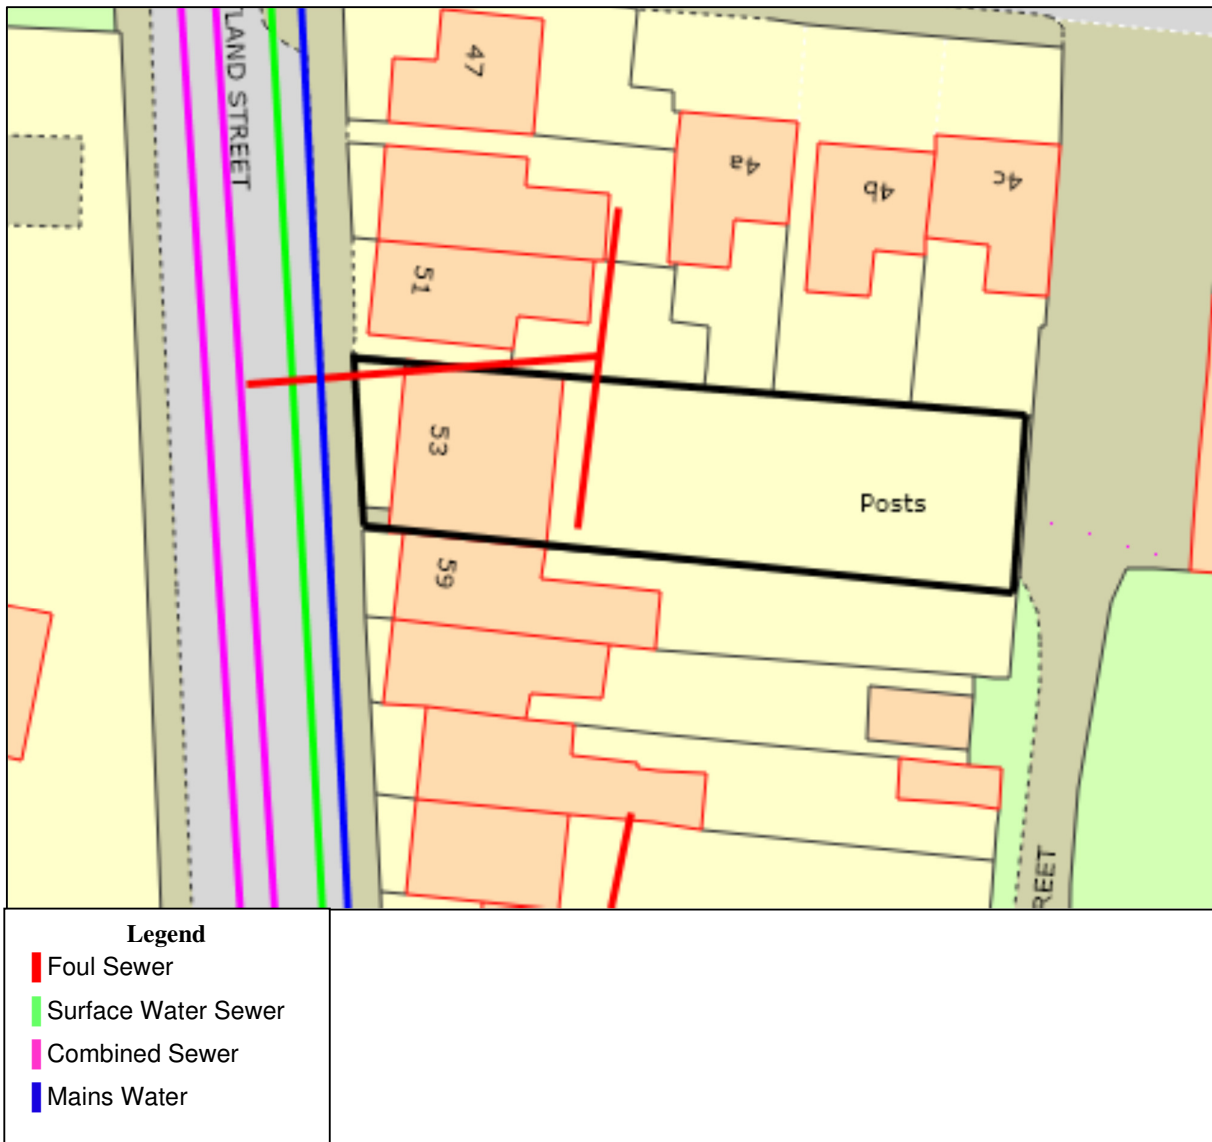 TLAND STREET
47
4a
4b
4c
51
53
Posts
59
REET
Legend
Foul Sewer
Surface Water Sewer
Combined Sewer
Mains Water